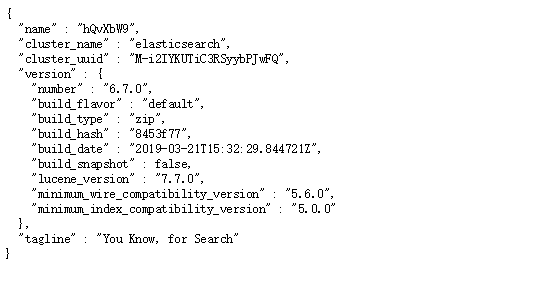 {
  "name" : "hQvXbW9",
  "cluster_name" : "elasticsearch",
  "cluster_uuid" : "M-i2IYKUTiC3RSyybPJwFQ",
  "version" : {
    "number" : "6.7.0",
    "build_flavor" : "default",
    "build_type" : "zip",
    "build_hash" : "8453f77",
    "build_date" : "2019-03-21T15:32:29.844721Z",
    "build_snapshot" : false,
    "lucene_version" : "7.7.0",
    "minimum_wire_compatibility_version" : "5.6.0",
    "minimum_index_compatibility_version" : "5.0.0"
  },
  "tagline" : "You Know, for Search"
}